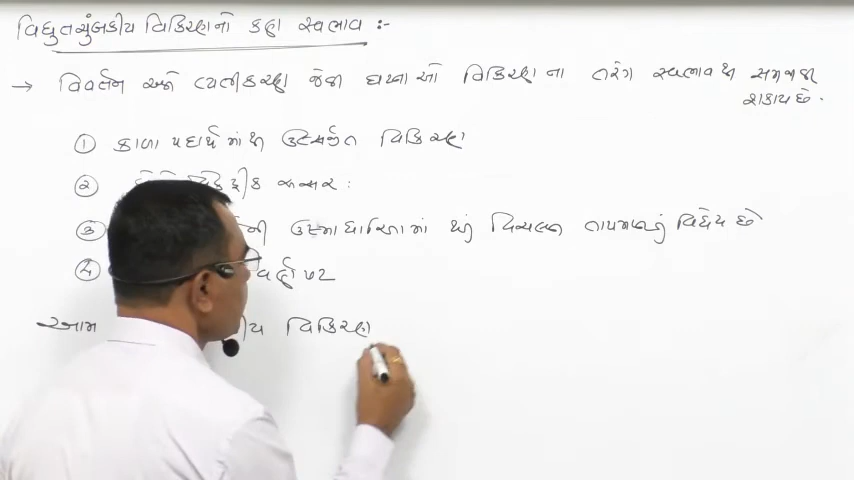 વિદ્યુતચુંબકીય વિકિરણનો કણ સ્વભાવ :-
→ વિવર્તન અને વ્યતીકરણ જેવી ઘટનાઓ વિકિરણના તરંગ સ્વભાવથી સમજાવી
શકાય છે.
① કાળા પદાર્થમાંથી ઉત્સર્જીત વિકિરણ
② અસર :
③ ની ઉષ્માધારિતામાં થતું વિચલન તાપમાનનું વિધેય છે
④ વર્ણપટ
આમ વિકિરણ